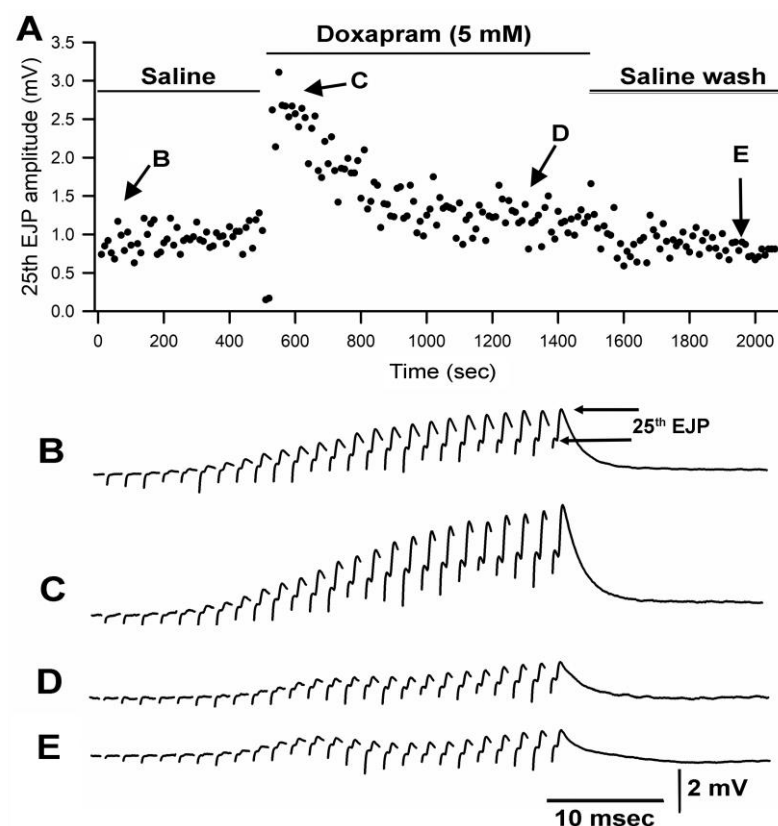 A
Doxapram (5 mM)
Saline
Saline wash
25th EJP amplitude (mV)
3.5
3.0
2.5
2.0
1.5
1.0
0.5
0.0
B
C
D
E
0 200 400 600 800 1000 1200 1400 1600 1800 2000
Time (sec)
B
25th EJP
C
D
E
2 mV
10 msec